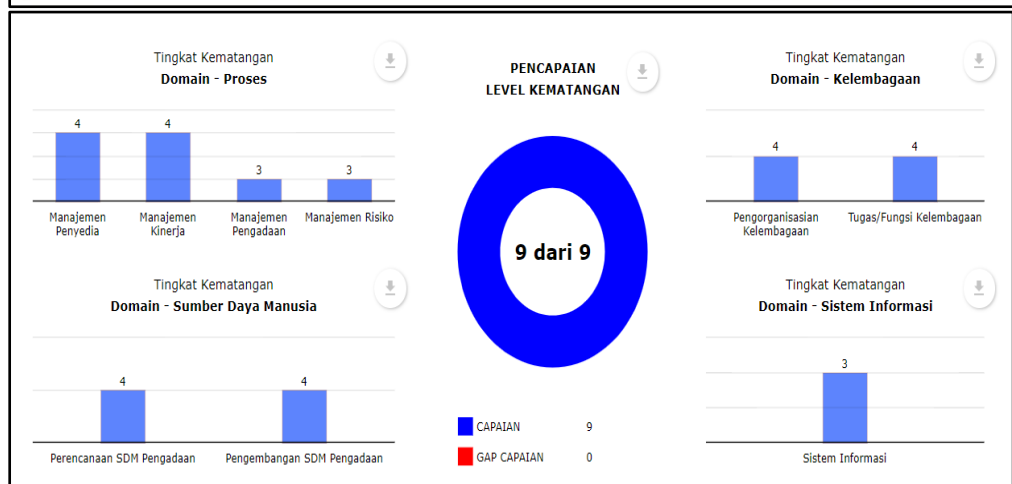 Tingkat Kematangan
Domain - Proses
4
4
3
3
Manajemen
Penyedia
Manajemen
Kinerja
Manajemen
Pengadaan
Manajemen Risiko
PENCAPAIAN
LEVEL KEMATANGAN
9 dari 9
CAPAIAN 9
GAP CAPAIAN 0
Tingkat Kematangan
Domain - Kelembagaan
4
4
Pengorganisasian
Kelembagaan
Tugas/Fungsi Kelembagaan
Tingkat Kematangan
Domain - Sumber Daya Manusia
4
4
Perencanaan SDM Pengadaan
Pengembangan SDM Pengadaan
Tingkat Kematangan
Domain - Sistem Informasi
3
Sistem Informasi